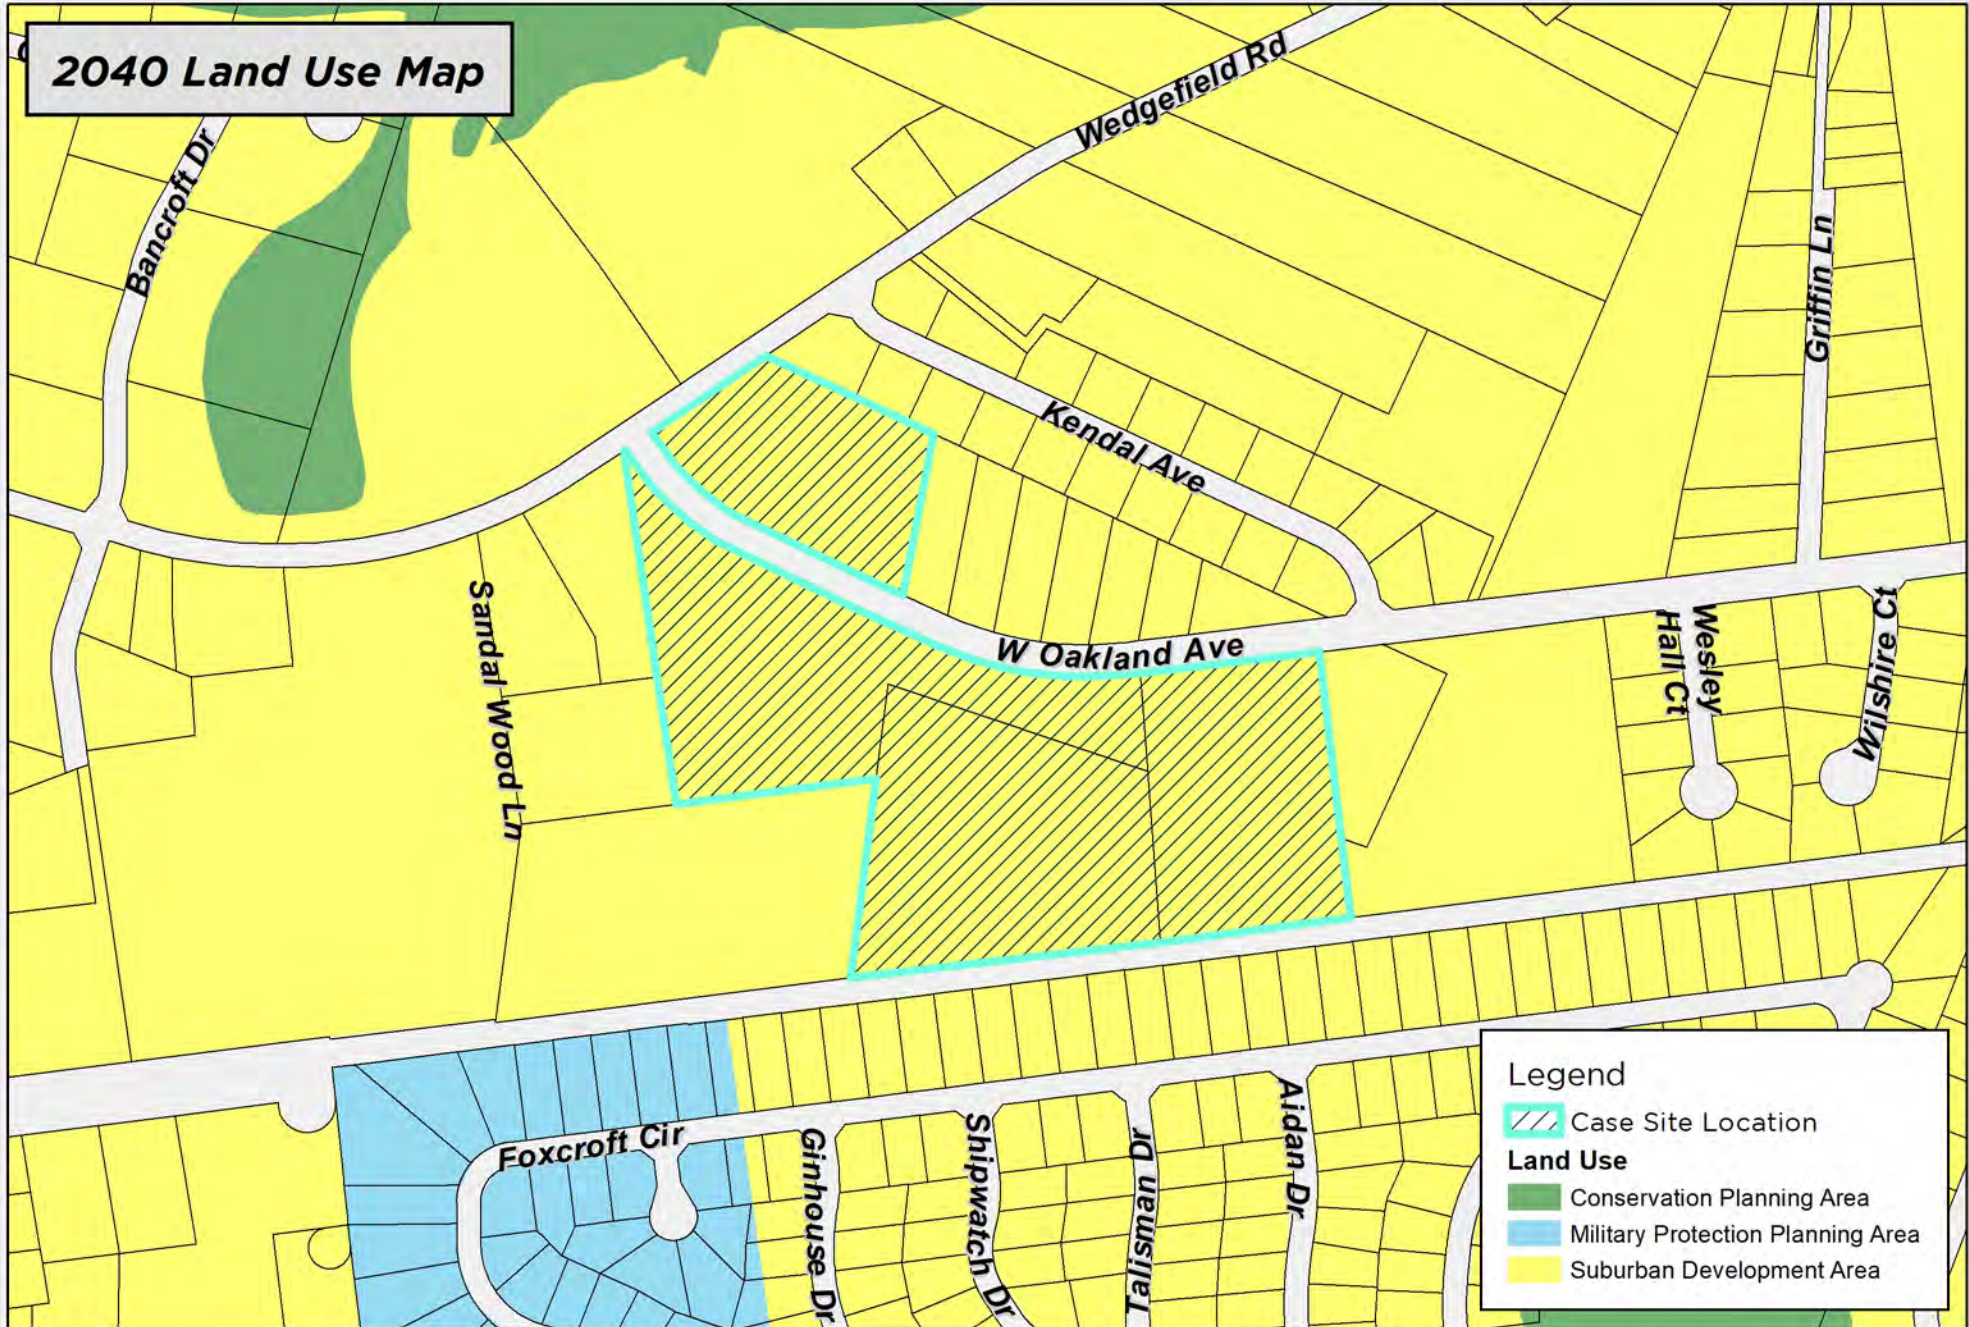 2040 Land Use Map
Wedgefield Rd
Bancroft Dr
Griffin Ln
Kendal Ave
Sandal Wood Ln
W Oakland Ave
Wesley
Hall Ct
Wilshire Ct
Foxcroft Cir
Ginhouse Dr
Shipwatch Dr
Talisman Dr
Aidan Dr
Legend
Case Site Location
Land Use
Conservation Planning Area
Military Protection Planning Area
Suburban Development Area